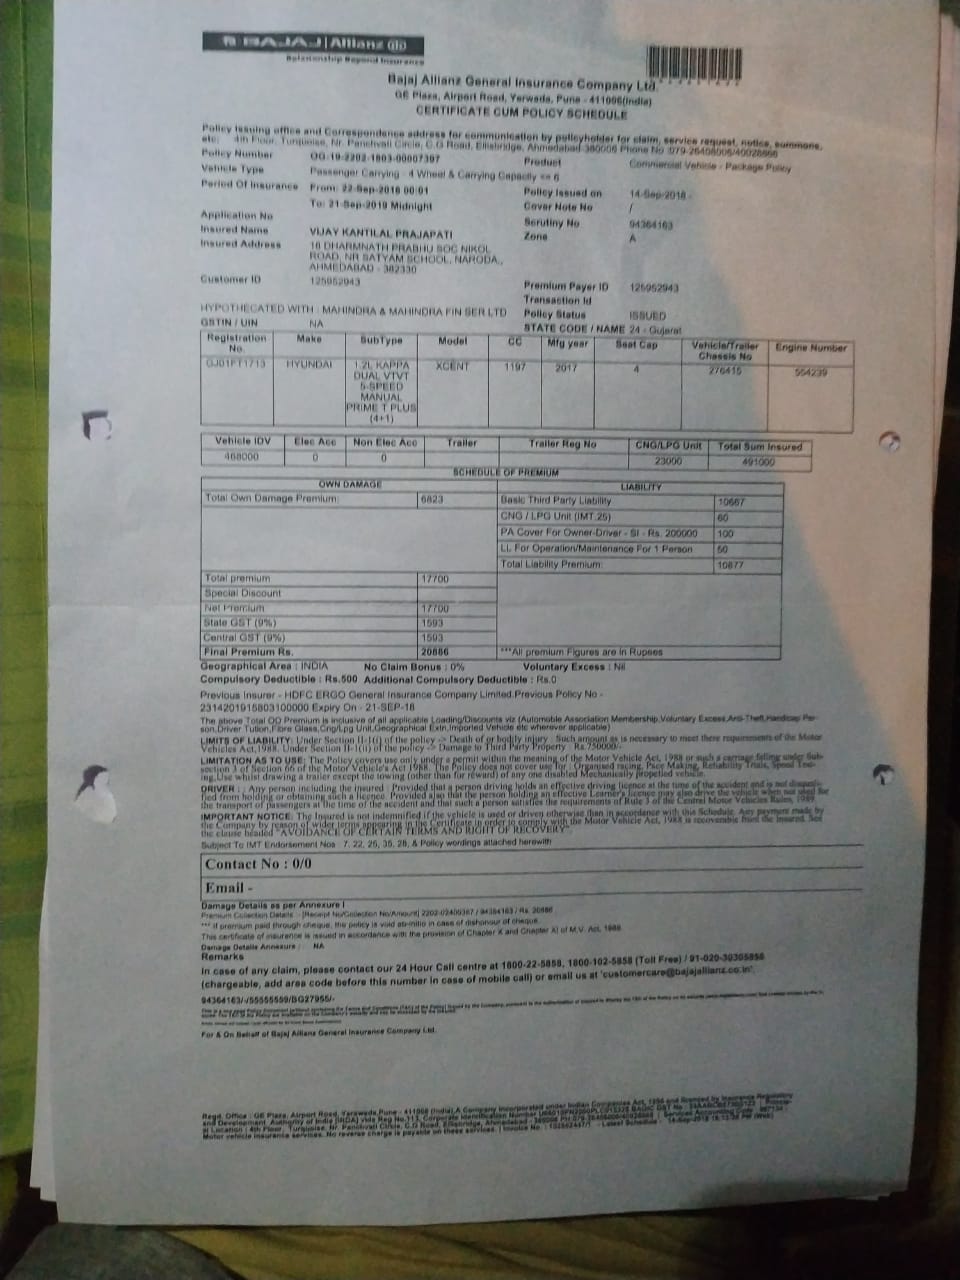 BAJAJ | Allianz
Relationship Beyond Insurance
Bajaj Allianz General Insurance Company Ltd.
GE Plaza, Airport Road, Yerwada, Pune - 411006(India)
CERTIFICATE CUM POLICY SCHEDULE
Policy issuing office and Correspondence address for communication by policyholder for claim, service request, notice, summons,
etc: 4th Floor, Turquoise, Nr. Panchvati Circle, C.G Road, Ellisbridge, Ahmedabad 380006 Phone No :079-26408006/40028666
Policy Number OG-19-2202-1803-00007397 Product Commercial Vehicle - Package Policy
Vehicle Type Passenger Carrying - 4 Wheel & Carrying Capacity <= 6
Period Of Insurance From: 22-Sep-2018 00:01 Policy Issued on 14-Sep-2018
To: 21-Sep-2019 Midnight Cover Note No /
Application No Scrutiny No 94364163
Insured Name VIJAY KANTILAL PRAJAPATI Zone A
Insured Address 16 DHARMNATH PRABHU SOC NIKOL
ROAD, NR SATYAM SCHOOL, NARODA.,
AHMEDABAD - 382330
Customer ID 125952943 Premium Payer ID 125952943
Transaction Id
HYPOTHECATED WITH : MAHINDRA & MAHINDRA FIN SER LTD Policy Status ISSUED
GSTIN / UIN NA STATE CODE / NAME 24 - Gujarat
Registration No. Make SubType Model CC Mfg year Seat Cap Vehicle/Trailer Chassis No Engine Number
GJ01FT1713 HYUNDAI 1.2L KAPPA DUAL VTVT 5-SPEED MANUAL PRIME T PLUS (4+1) XCENT 1197 2017 4 276415 554239
Vehicle IDV Elec Acc Non Elec Acc Trailer Trailer Reg No CNG/LPG Unit Total Sum Insured
468000 0 0 23000 491000
SCHEDULE OF PREMIUM
OWN DAMAGE LIABILITY
Total Own Damage Premium: 6823 Basic Third Party Liability 10667
CNG / LPG Unit (IMT.25) 60
PA Cover For Owner-Driver - SI - Rs. 200000 100
LL For Operation/Maintenance For 1 Person 50
Total Liability Premium: 10877
Total premium 17700
Special Discount
Net Premium 17700
State GST (9%) 1593
Central GST (9%) 1593
Final Premium Rs. 20886 ***All premium Figures are in Rupees
Geographical Area : INDIA No Claim Bonus : 0% Voluntary Excess : Nil
Compulsory Deductible : Rs.500 Additional Compulsory Deductible : Rs.0
Previous Insurer - HDFC ERGO General Insurance Company Limited.Previous Policy No -
2314201915803100000 Expiry On - 21-SEP-18
The above Total OD Premium is inclusive of all applicable Loading/Discounts viz (Automobile Association Membership,Voluntary Excess,Anti-Theft,Handicap Per-
son,Driver Tution,Fibre Glass,Cng/Lpg Unit,Geographical Extn,Imported Vehicle etc wherever applicable)
LIMITS OF LIABILITY: Under Section II-1(i) of the policy -> Death of or bodily injury : Such amount as is necessary to meet there requirements of the Motor
Vehicles Act,1988. Under Section II-1(ii) of the policy -> Damage to Third Party Property : Rs.750000/-
LIMITATION AS TO USE: The Policy covers use only under a permit within the meaning of the Motor Vehicle Act, 1988 or such a carriage falling under Sub-
section 3 of Section 66 of the Motor Vehicle's Act 1988. The Policy does not cover use for : Organised racing, Pace Making, Reliability Trials, Speed Test-
ing,Use whilst drawing a trailer except the towing (other than for reward) of any one disabled Mechanically propelled vehicle.
DRIVER : : Any person including the insured : Provided that a person driving holds an effective driving licence at the time of the accident and is not disquali-
fied from holding or obtaining such a licence. Provided also that the person holding an effective Learner's licence may also drive the vehicle when not used for
the transport of passengers at the time of the accident and that such a person satisfies the requirements of Rule 3 of the Central Motor Vehicles Rules, 1989
IMPORTANT NOTICE: The Insured is not indemnified if the vehicle is used or driven otherwise than in accordance with this Schedule. Any payment made by
the Company by reason of wider terms appearing in the Certificate in order to comply with the Motor Vehicle Act, 1988 is recoverable from the Insured. See
the clause headed "AVOIDANCE OF CERTAIN TERMS AND RIGHT OF RECOVERY"
Subject To IMT Endorsement Nos : 7, 22, 25, 35, 28, & Policy wordings attached herewith
Contact No : 0/0
Email -
Damage Details as per Annexure I
Premium Collection Details :- [Receipt No/Collection No/Amount] 2202-02400367 / 94364163 / Rs. 20886
*** If premium paid through cheque, the policy is void ab-initio in case of dishonour of cheque.
This certificate of insurence is issued in accordance with the provision of Chapter X and Chapter XI of M.V. Act, 1988
Damage Details Annexure : NA
Remarks
In case of any claim, please contact our 24 Hour Call centre at 1800-22-5858, 1800-102-5858 (Toll Free) / 91-020-30305858
(chargeable, add area code before this number in case of mobile call) or email us at 'customercare@bajajallianz.co.in'.
94364163/-/55555559/BG27955/-
For & On Behalf of Bajaj Allianz General Insurance Company Ltd.
Regd. Office : GE Plaza, Airport Road, Yerawada,Pune - 411006 (India).A Company incorporated under Indian Companies Act, 1956 and licensed by Insurance Regulatory
and Development Authority of India [IRDA] vide Reg No.113, Corporate Identification Number
Location | 4th Floor, Turquoise, Nr. Panchvati Circle, C.G Road, Ellisbridge, Ahmedabad - 380006
Motor vehicle insurance services. No reverse charge is payable on these services.